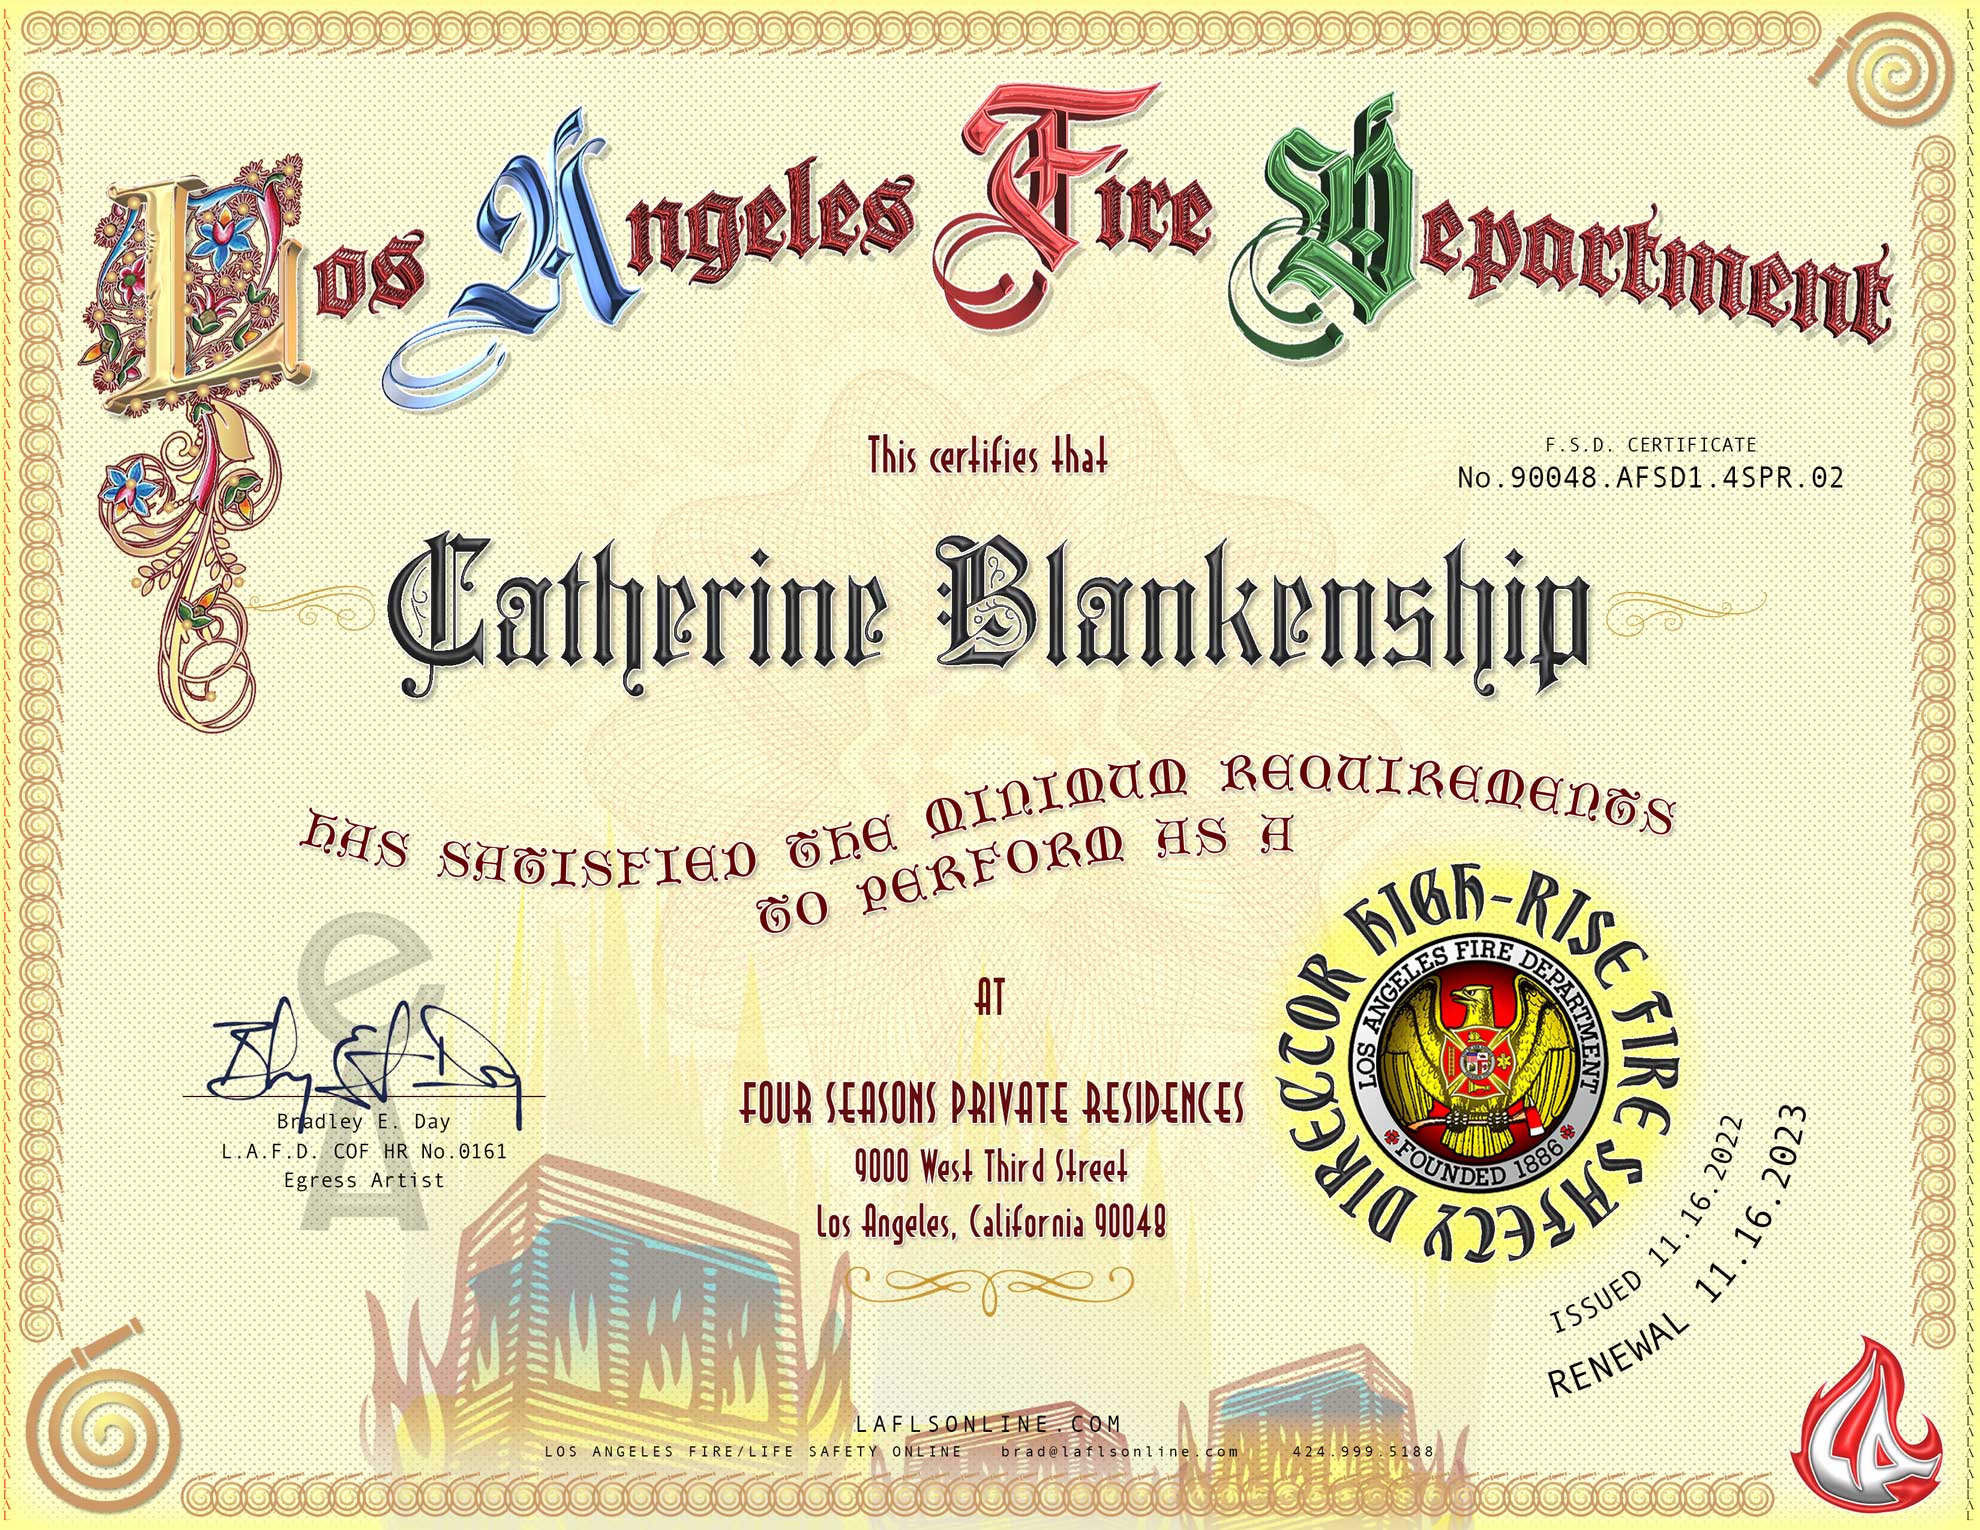 Los Angeles Fire Department
This certifies that
F.S.D. CERTIFICATE
No.90048.AFSD1.4SPR.02
Catherine Blankenship
HAS SATISFIED THE MINIMUM REQUIREMENTS
TO PERFORM AS A
HIGH-RISE FIRE SAFETY DIRECTOR
LOS ANGELES FIRE DEPARTMENT
FOUNDED 1886
AT
FOUR SEASONS PRIVATE RESIDENCES
9000 West Third Street
Los Angeles, California 90048
eA
Bradley E. Day
L.A.F.D. COF HR No.0161
Egress Artist
ISSUED 11.16.2022
RENEWAL 11.16.2023
LAFLSONLINE.COM
LOS ANGELES FIRE/LIFE SAFETY ONLINE brad@laflsonline.com 424.999.5188
LA